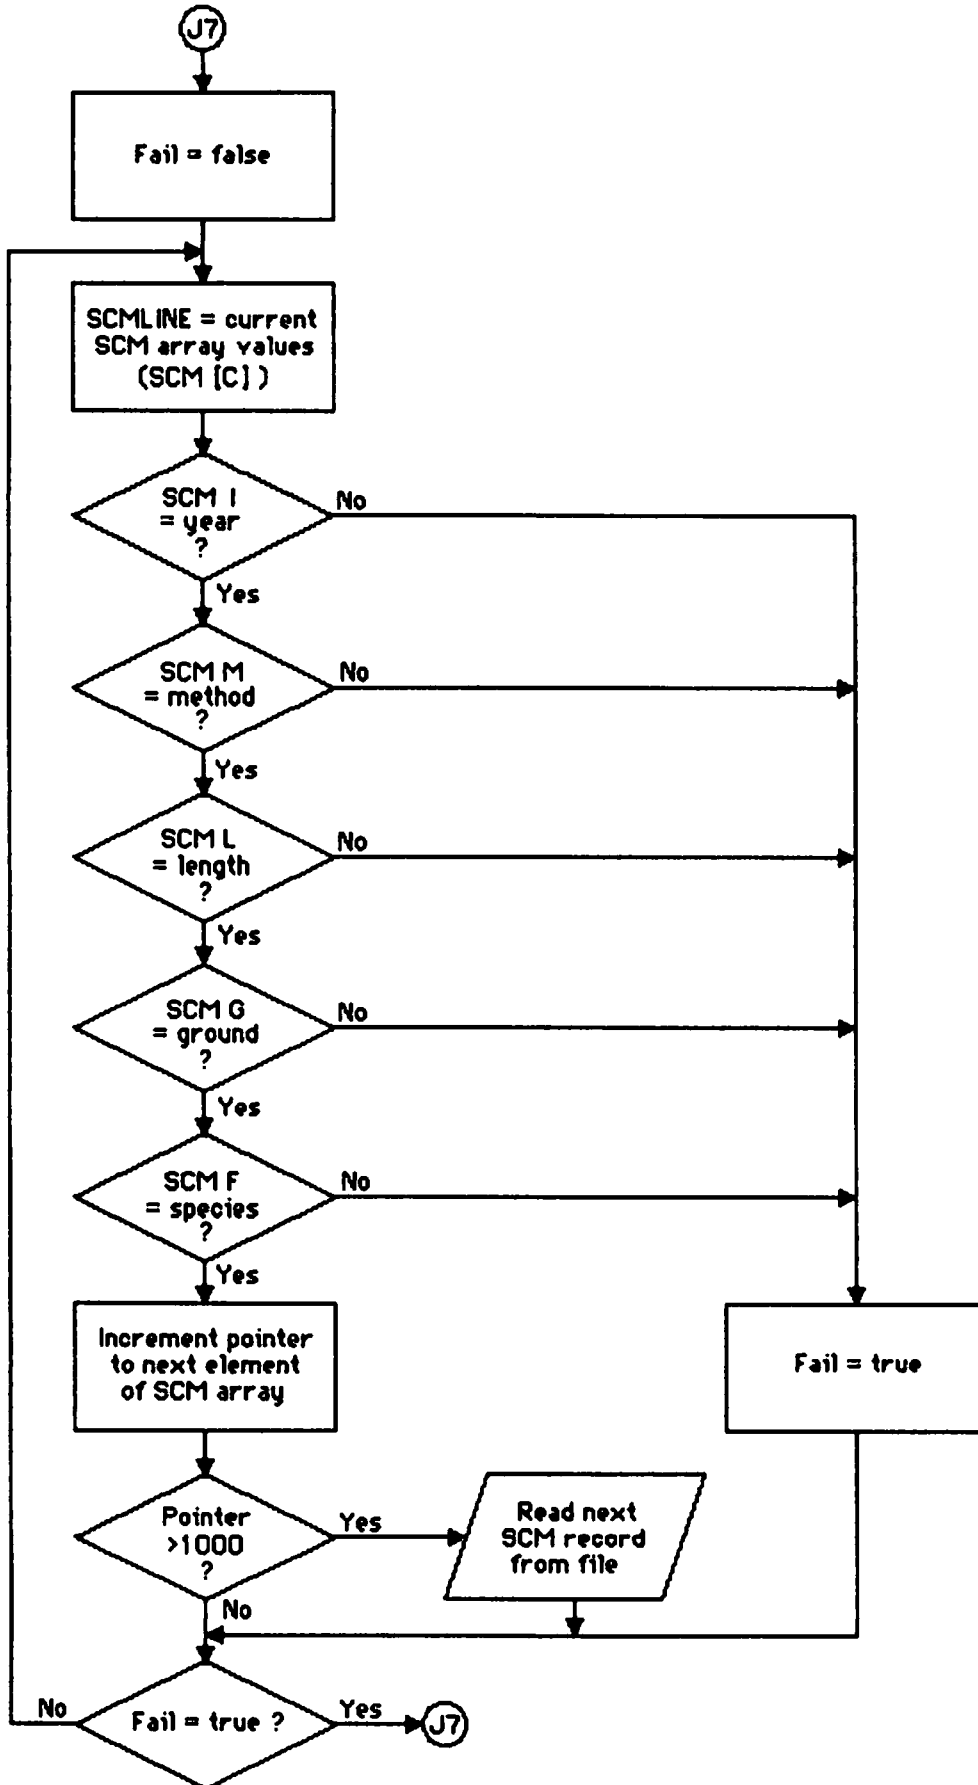 J7
Fail = false
SCMLINE = current
SCM array values
(SCM [C] )
SCM I
= year
?
No
Yes
SCM M
= method
?
No
Yes
SCM L
= length
?
No
Yes
SCM G
= ground
?
No
Yes
SCM F
= species
?
No
Yes
Increment pointer
to next element
of SCM array
Fail = true
Pointer
>1000
?
Yes
Read next
SCM record
from file
No
Fail = true ?
No
Yes
J7